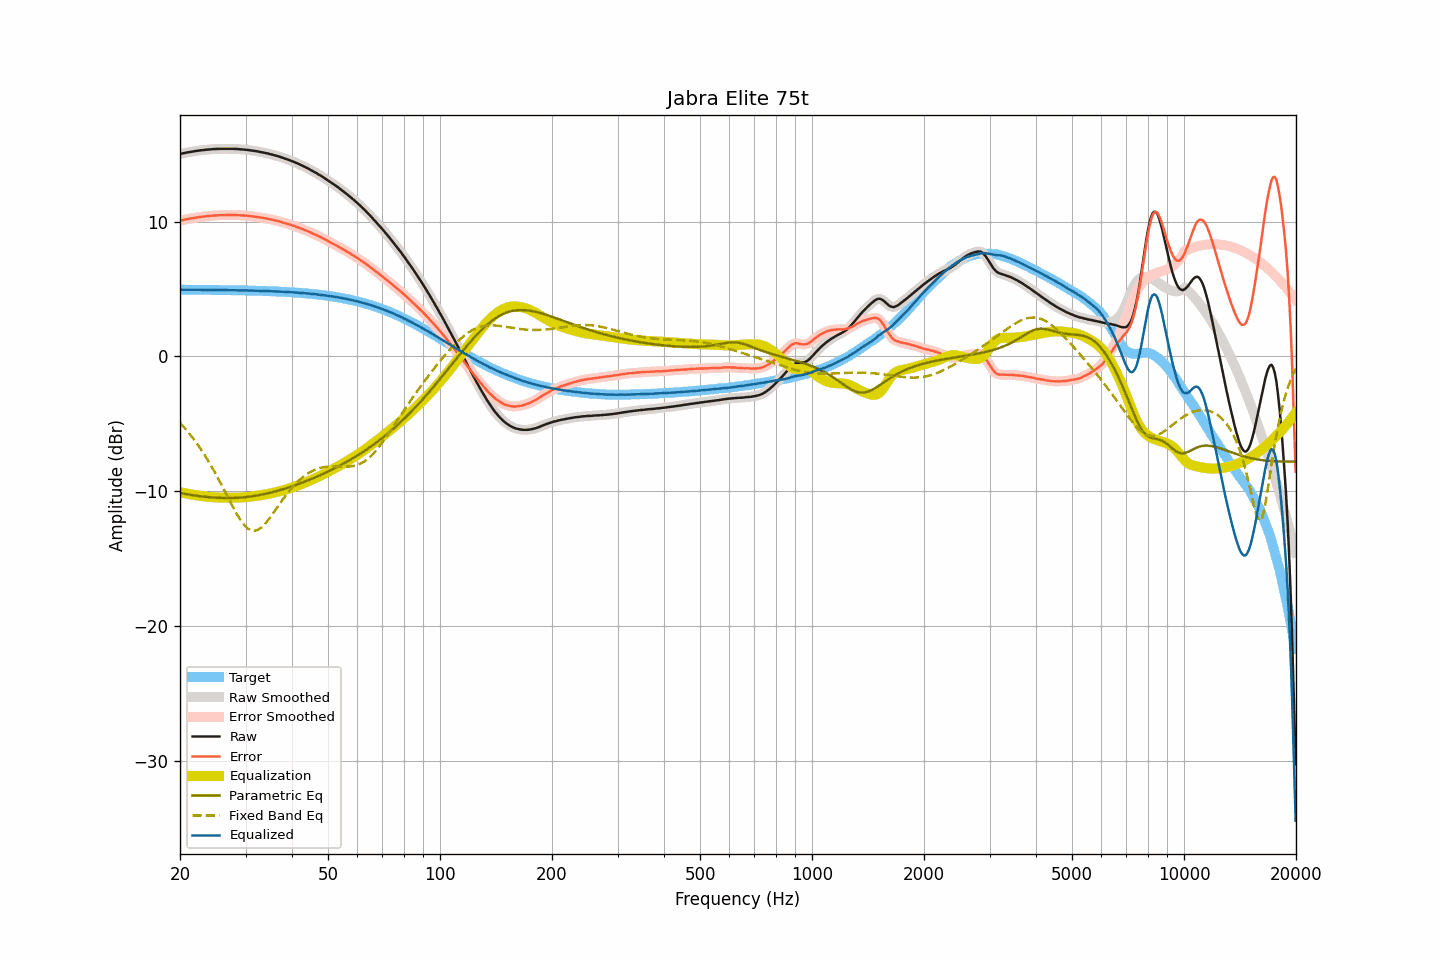 Jabra Elite 75t
Amplitude (dBr)
10
0
−10
−20
−30
Target
Raw Smoothed
Error Smoothed
Raw
Error
Equalization
Parametric Eq
Fixed Band Eq
Equalized
20 50 100 200 500 1000 2000 5000 10000 20000
Frequency (Hz)